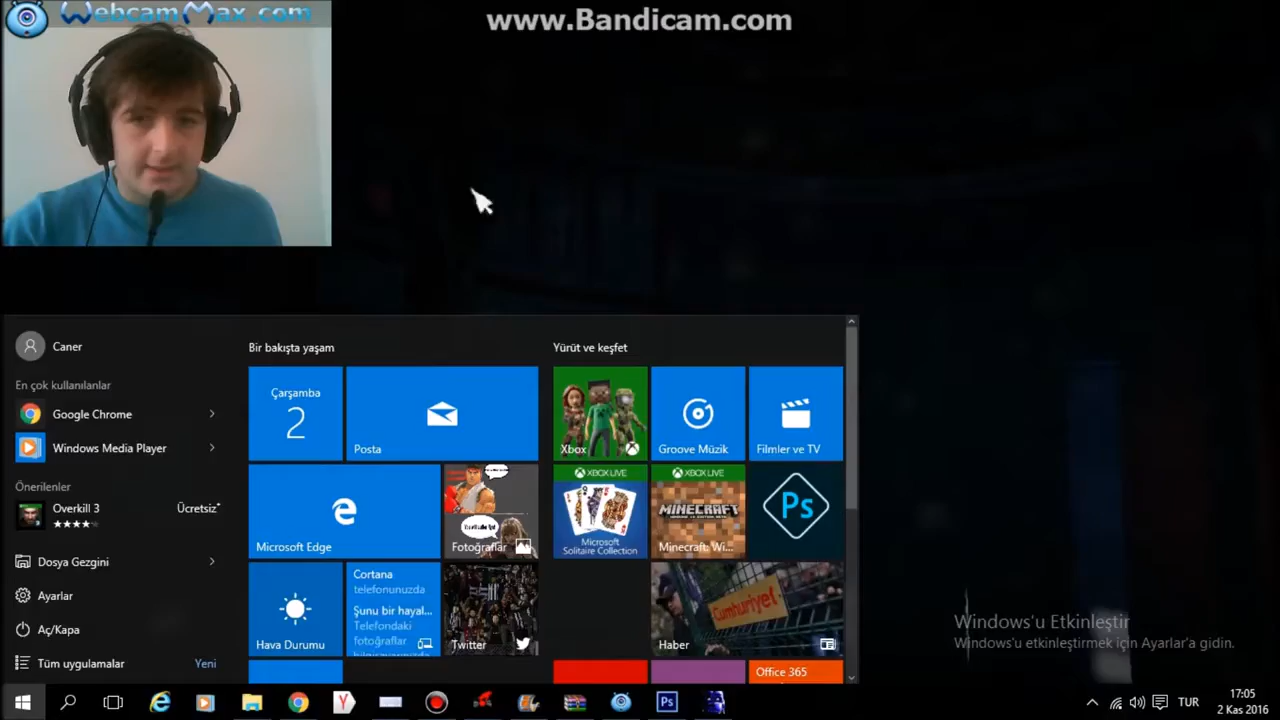 WebcamMax.com
www.Bandicam.com
Caner
En çok kullanılanlar
Google Chrome
Windows Media Player
Önerilenler
Overkill 3
Ücretsiz*
Dosya Gezgini
Ayarlar
Aç/Kapa
Tüm uygulamalar
Yeni
Bir bakışta yaşam
Çarşamba
2
Posta
Microsoft Edge
Fotoğraflar
Hava Durumu
Cortana
telefonunuzda
Şunu bir hayal...
Telefondaki
fotoğraflar
Twitter
Yürüt ve keşfet
Xbox
Groove Müzik
Filmler ve TV
XBOX LIVE
Microsoft
Solitaire Collection
XBOX LIVE
MINECRAFT
Minecraft: Wi...
Ps
Cumhuriyet
Haber
Office 365
Windows'u Etkinleştir
Windows'u etkinleştirmek için Ayarlar'a gidin.
Ps
TUR
17:05
2 Kas 2016